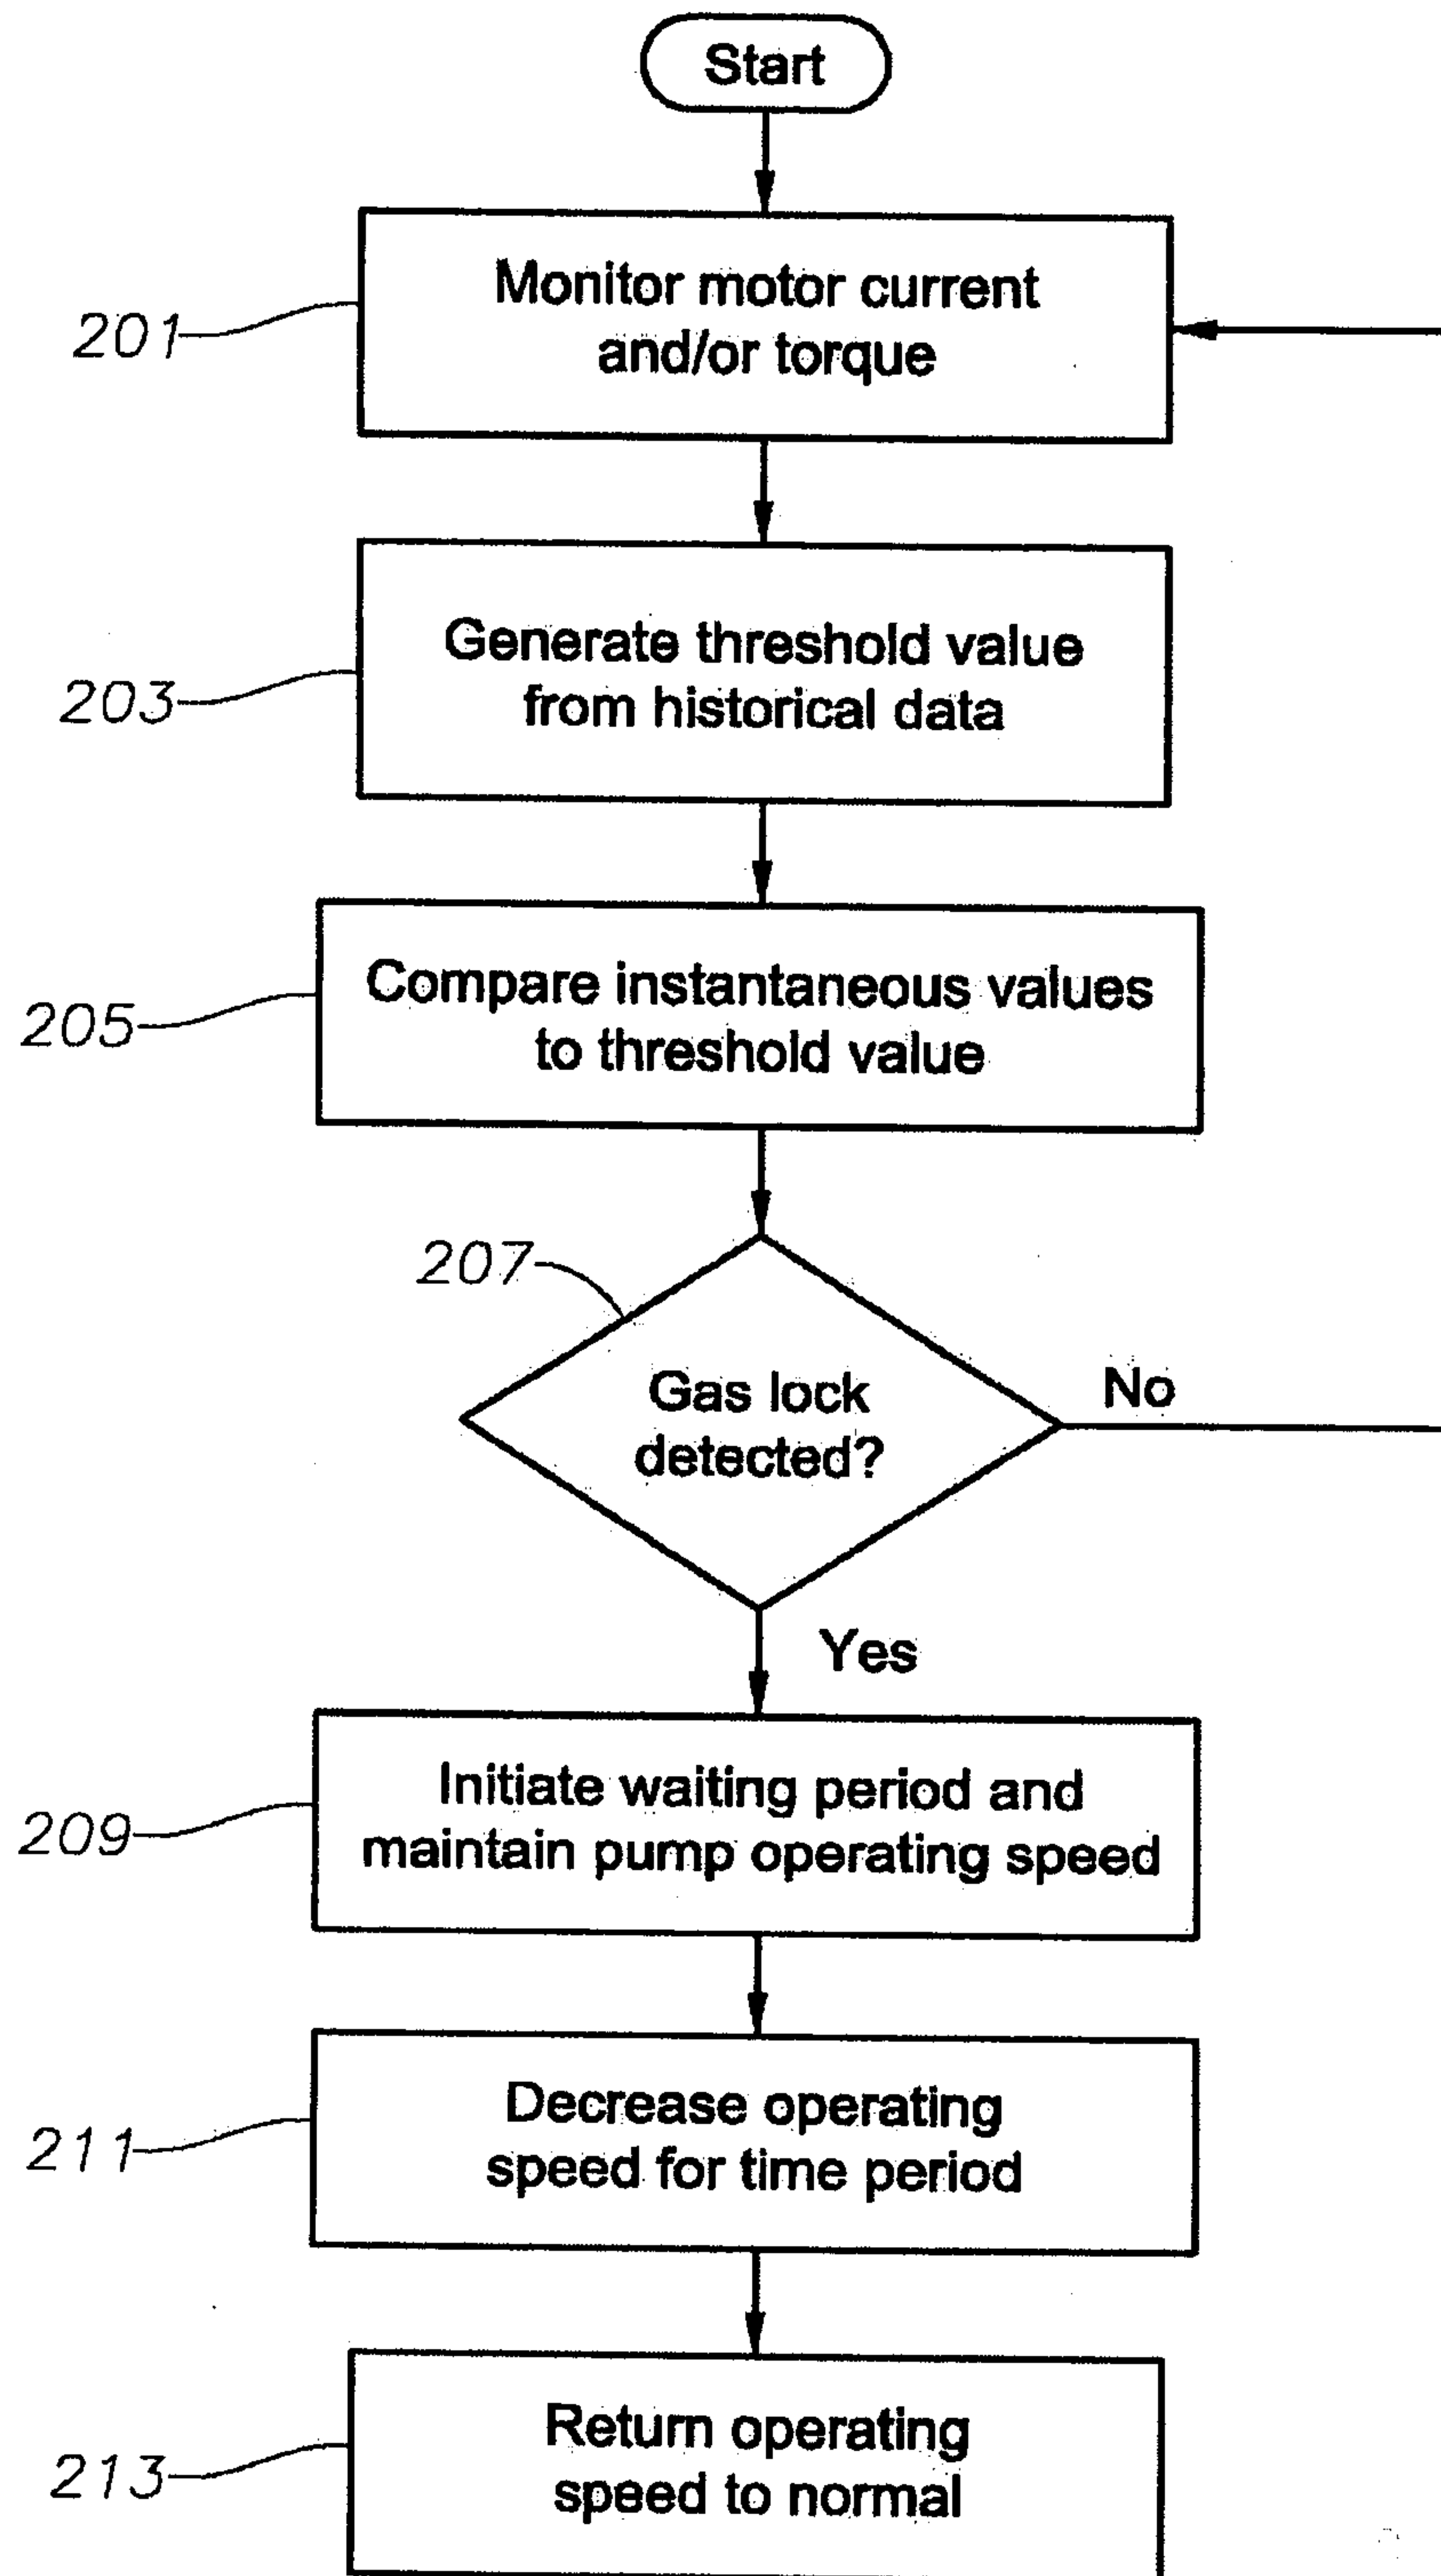 Start
201
Monitor motor current
and/or torque
203
Generate threshold value
from historical data
205
Compare instantaneous values
to threshold value
207
Gas lock
detected?
No
Yes
209
Initiate waiting period and
maintain pump operating speed
211
Decrease operating
speed for time period
213
Return operating
speed to normal